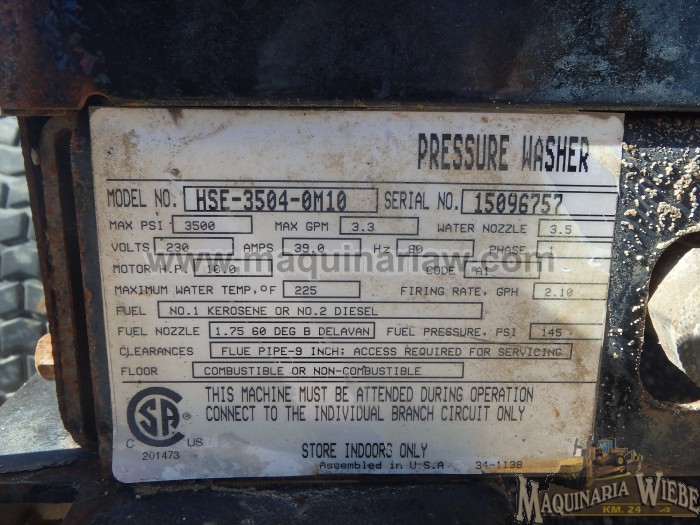 PRESSURE WASHER
MODEL NO. HSE-3504-0M10 SERIAL NO. 15096757
MAX PSI 3500 MAX GPM 3.3 WATER NOZZLE 3.5
VOLTS 230 AMPS 39.0 Hz 60 PHASE 1
www.maquinariaw.com
MOTOR H.P. 10.0 CODE A1
MAXIMUM WATER TEMP,°F 225 FIRING RATE, GPH 2.10
FUEL NO.1 KEROSENE OR NO.2 DIESEL
FUEL NOZZLE 1.75 60 DEG B DELAVAN FUEL PRESSURE, PSI 145
CLEARANCES FLUE PIPE-9 INCH: ACCESS REQUIRED FOR SERVICING
FLOOR COMBUSTIBLE OR NON-COMBUSTIBLE
THIS MACHINE MUST BE ATTENDED DURING OPERATION
CONNECT TO THE INDIVIDUAL BRANCH CIRCUIT ONLY
CSA ®
C US
201473
STORE INDOORS ONLY
Assembled in U.S.A 34-1138
MAQUINARIA WIEBE
KM. 24